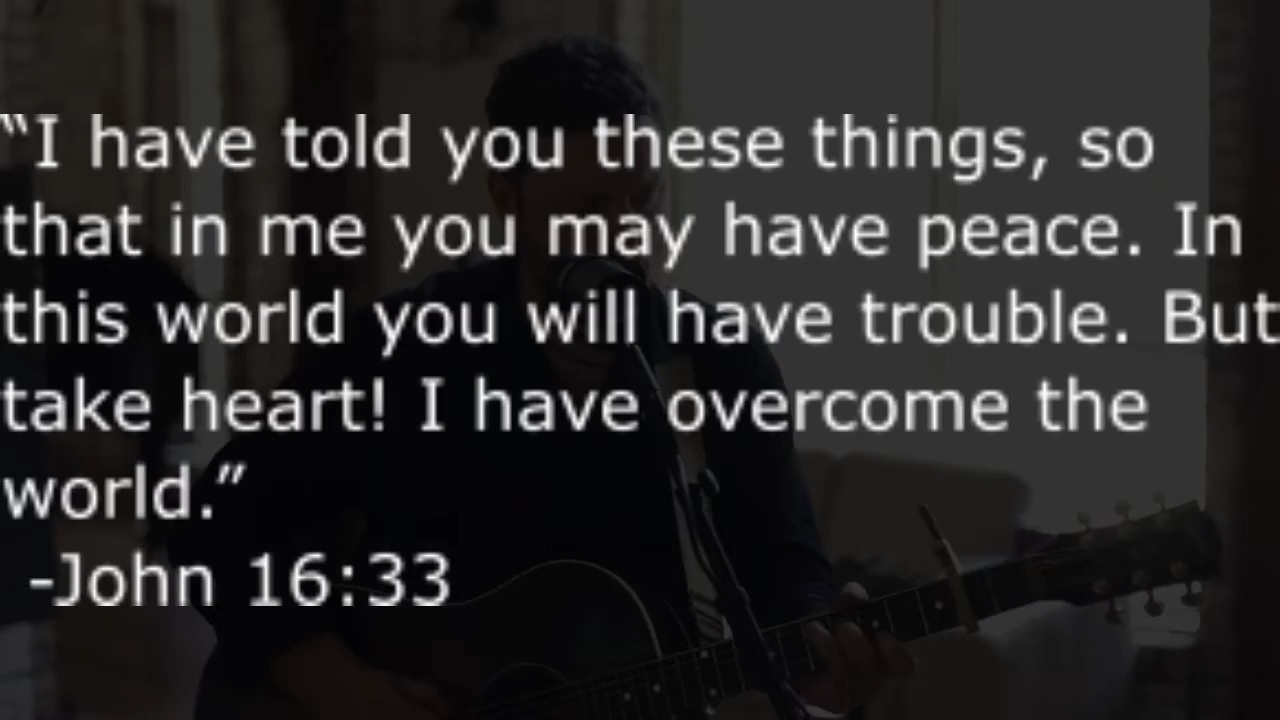 “I have told you these things, so
that in me you may have peace. In
this world you will have trouble. But
take heart! I have overcome the
world.”
-John 16:33